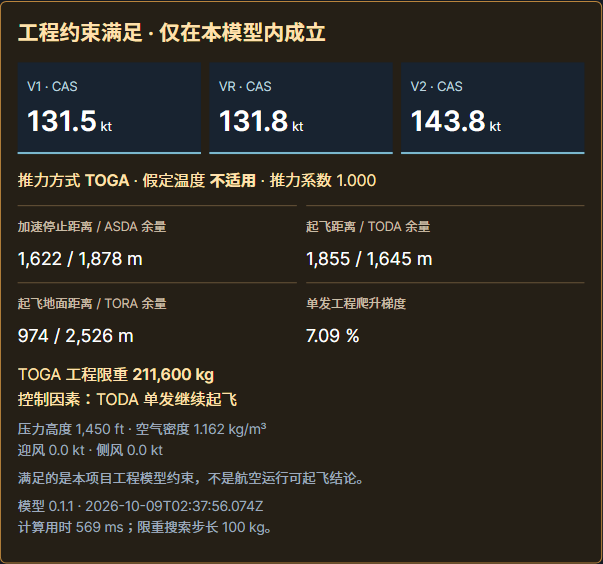 工程约束满足 · 仅在本模型内成立
V1 · CAS
131.5 kt
VR · CAS
131.8 kt
V2 · CAS
143.8 kt
推力方式 TOGA · 假定温度 不适用 · 推力系数 1.000
加速停止距离 / ASDA 余量
1,622 / 1,878 m
起飞距离 / TODA 余量
1,855 / 1,645 m
起飞地面距离 / TORA 余量
974 / 2,526 m
单发工程爬升梯度
7.09 %
TOGA 工程限重 211,600 kg
控制因素：TODA 单发继续起飞
压力高度 1,450 ft · 空气密度 1.162 kg/m³
迎风 0.0 kt · 侧风 0.0 kt
满足的是本项目工程模型约束，不是航空运行可起飞结论。
模型 0.1.1 · 2026-10-09T02:37:56.074Z
计算用时 569 ms；限重搜索步长 100 kg。